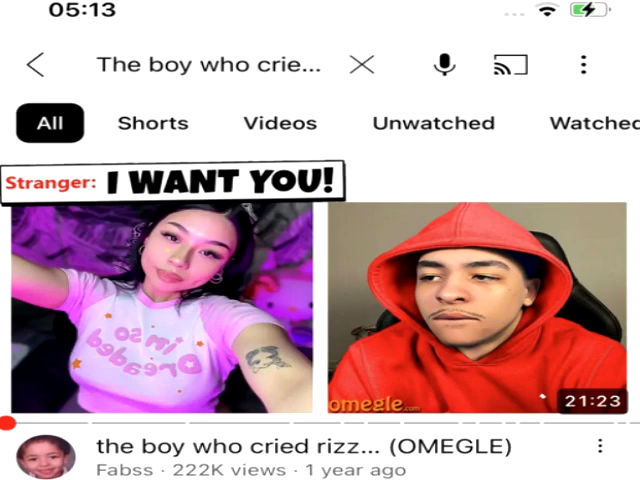 05:13
The boy who crie...
All Shorts Videos Unwatched Watched
Stranger: I WANT YOU!
im so
Dreaded
omegle.com
21:23
the boy who cried rizz... (OMEGLE)
Fabss · 222K views · 1 year ago